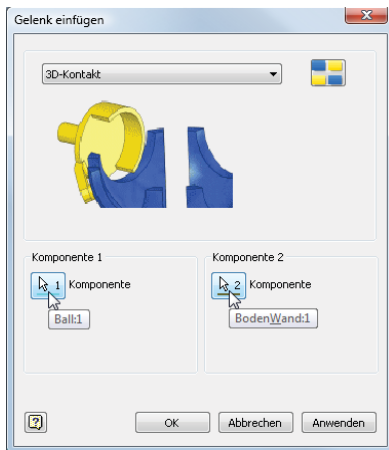 Gelenk einfügen
3D-Kontakt
Komponente 1
Komponente 2
1 Komponente
2 Komponente
Ball:1
BodenWand:1
OK
Abbrechen
Anwenden